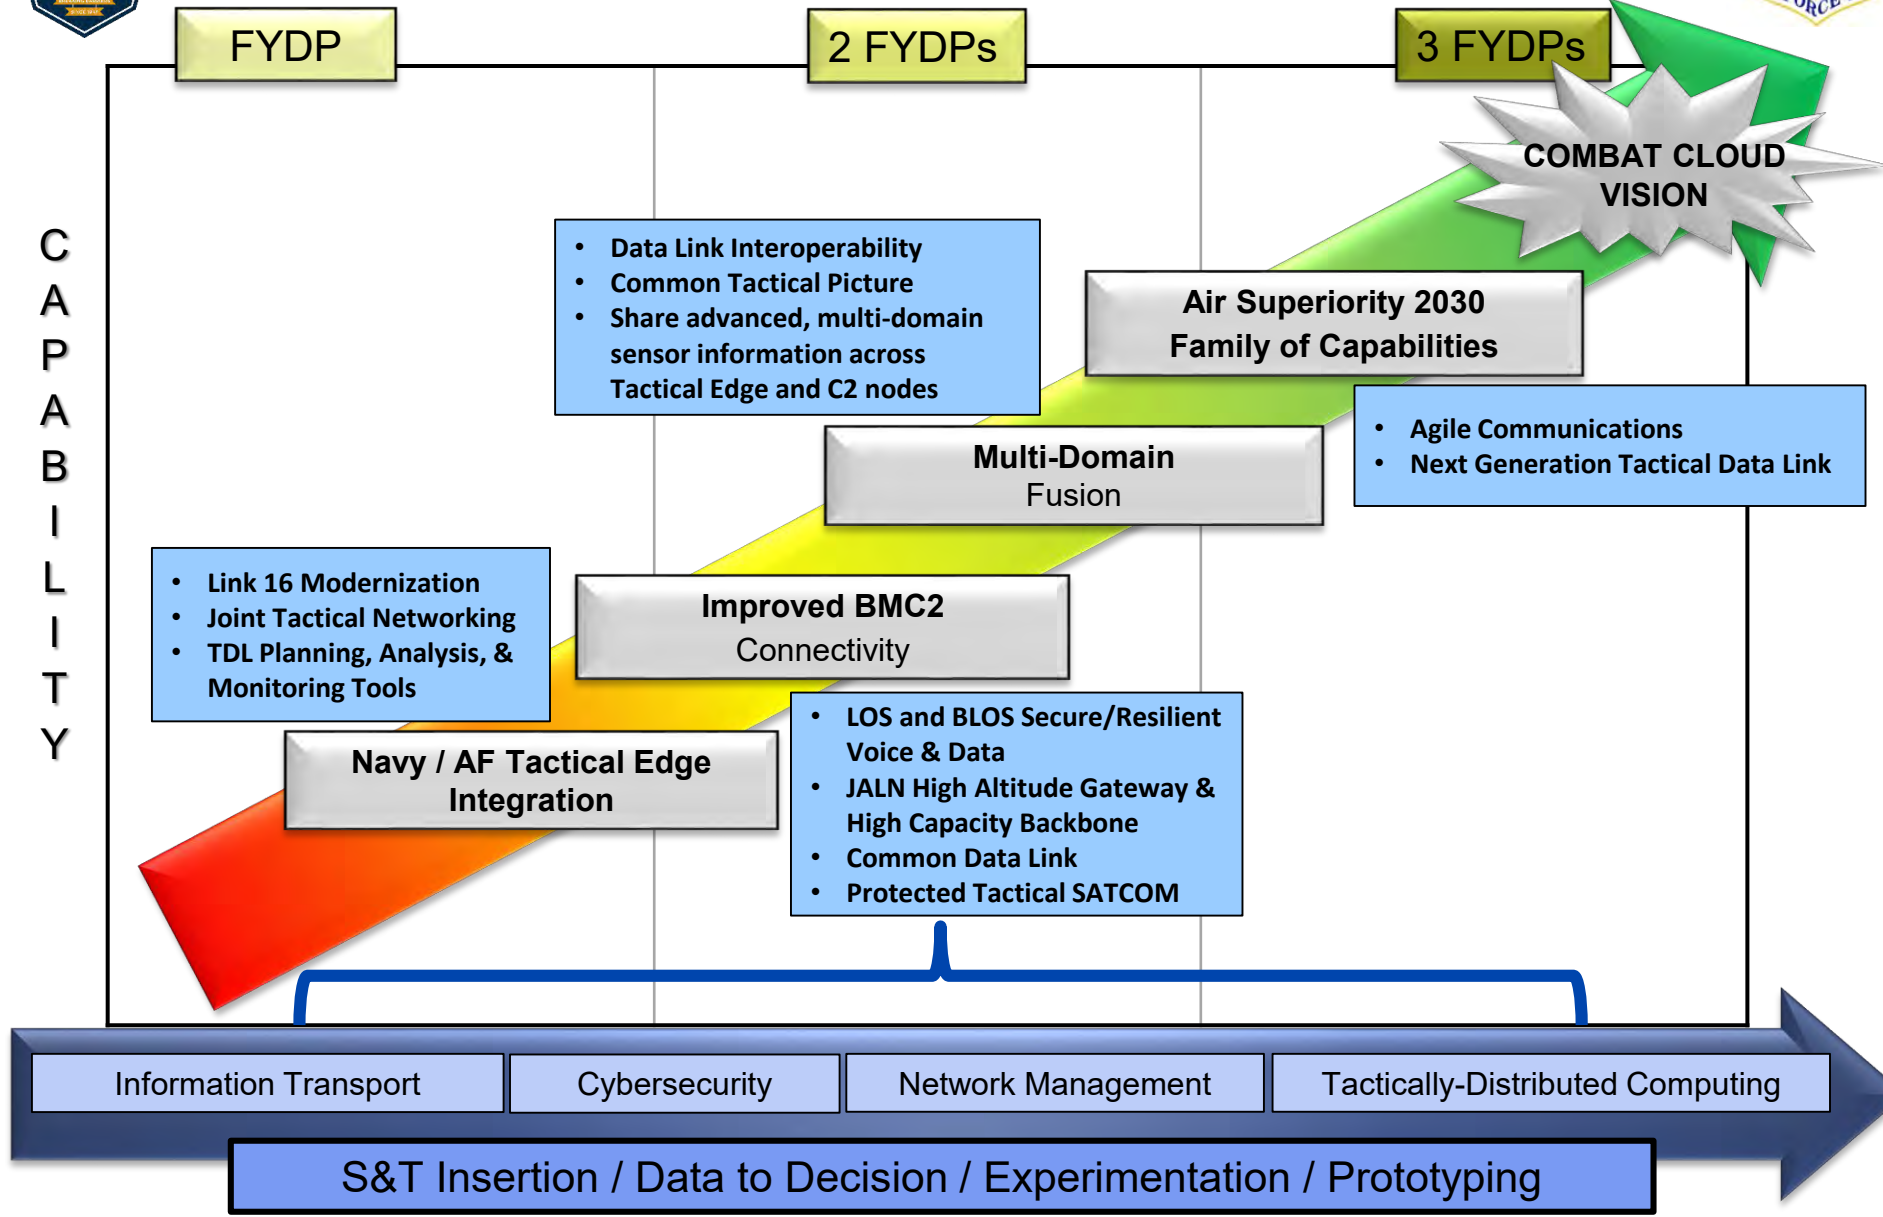 FYDP
2 FYDPs
3 FYDPs
COMBAT CLOUD
VISION
CAPABILITY
• Data Link Interoperability
• Common Tactical Picture
• Share advanced, multi-domain
sensor information across
Tactical Edge and C2 nodes
Air Superiority 2030
Family of Capabilities
• Agile Communications
• Next Generation Tactical Data Link
Multi-Domain
Fusion
• Link 16 Modernization
• Joint Tactical Networking
• TDL Planning, Analysis, &
Monitoring Tools
Improved BMC2
Connectivity
• LOS and BLOS Secure/Resilient
Voice & Data
• JALN High Altitude Gateway &
High Capacity Backbone
• Common Data Link
• Protected Tactical SATCOM
Navy / AF Tactical Edge
Integration
Information Transport
Cybersecurity
Network Management
Tactically-Distributed Computing
S&T Insertion / Data to Decision / Experimentation / Prototyping